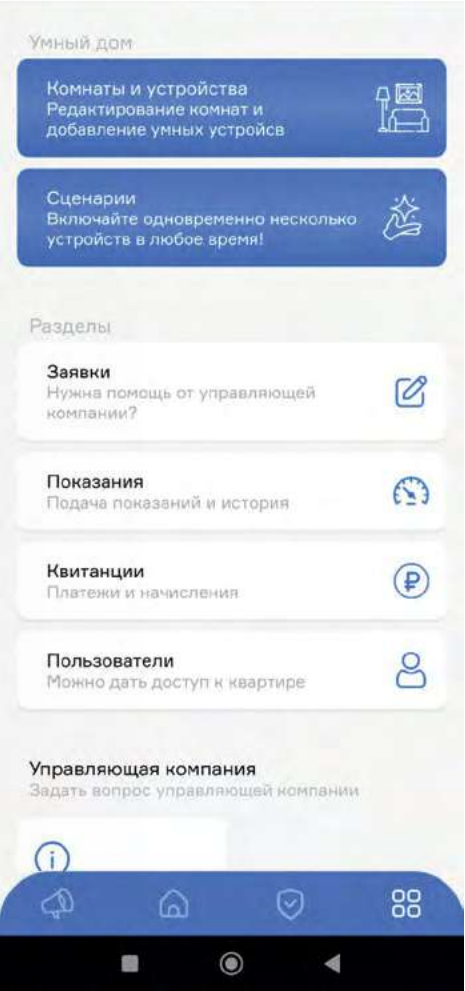 Умный дом
Комнаты и устройства
Редактирование комнат и
добавление умных устройсв
Сценарии
Включайте одновременно несколько
устройств в любое время!
Разделы
Заявки
Нужна помощь от управляющей
компании?
Показания
Подача показаний и история
Квитанции
Платежи и начисления
Пользователи
Можно дать доступ к квартире
Управляющая компания
Задать вопрос управляющей компании